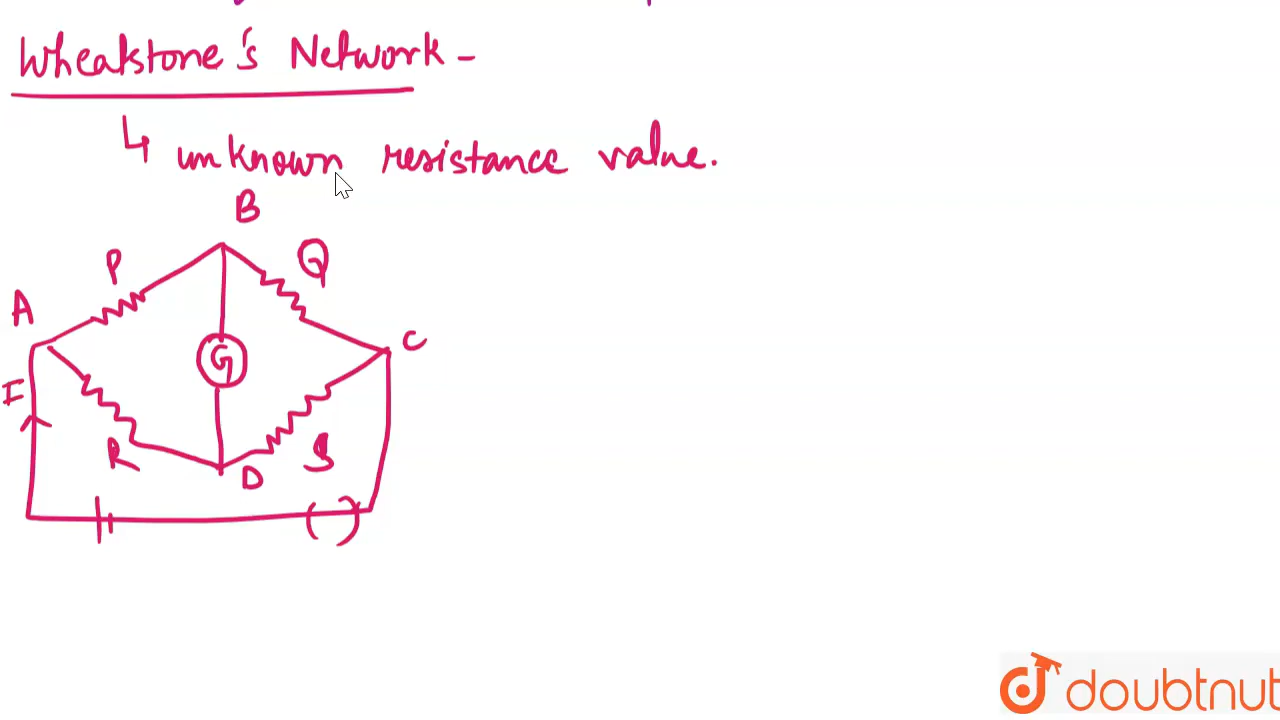 Wheatstone's Network -
↳ unknown resistance value.
B
P
Q
A
C
G
I
R
S
D
( )
doubtnut